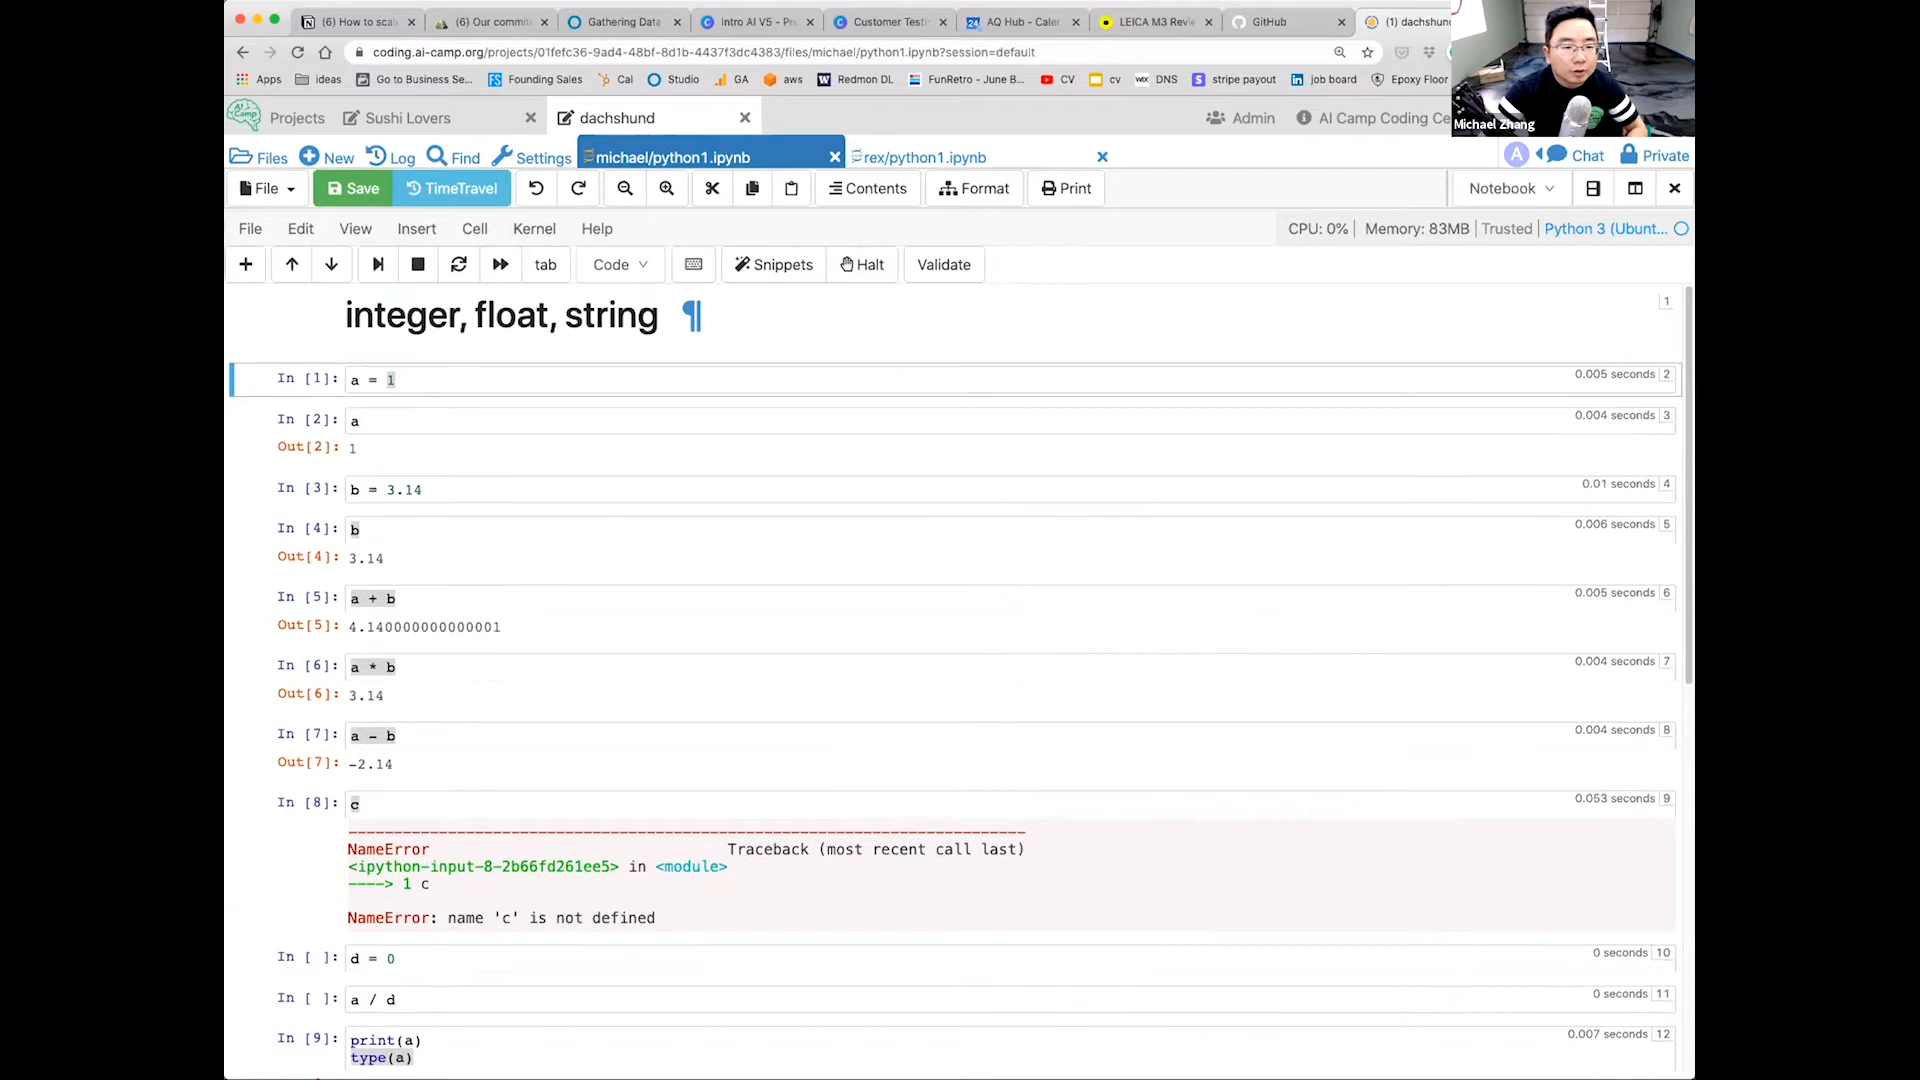 (6) How to scal
(6) Our commit
Gathering Data
Intro AI V5 - Pre
Customer Testi
AQ Hub - Calen
LEICA M3 Revie
GitHub
(1) dachshund
coding.ai-camp.org/projects/01fefc36-9ad4-48bf-8d1b-4437f3dc4383/files/michael/python1.ipynb?session=default
Apps ideas Go to Business Se... Founding Sales Cal Studio GA aws Redmon DL FunRetro - June B... CV cv DNS stripe payout job board Epoxy Floor
Michael Zhang
AI Camp Projects Sushi Lovers dachshund Admin AI Camp Coding Ce
Files New Log Find Settings michael/python1.ipynb rex/python1.ipynb A Chat Private
File Save TimeTravel Contents Format Print Notebook
File Edit View Insert Cell Kernel Help CPU: 0% Memory: 83MB Trusted Python 3 (Ubunt...
tab Code Snippets Halt Validate
integer, float, string ¶ 1
In [1]: a = 1 0.005 seconds 2
In [2]: a 0.004 seconds 3
Out[2]: 1
In [3]: b = 3.14 0.01 seconds 4
In [4]: b 0.006 seconds 5
Out[4]: 3.14
In [5]: a + b 0.005 seconds 6
Out[5]: 4.140000000000001
In [6]: a * b 0.004 seconds 7
Out[6]: 3.14
In [7]: a - b 0.004 seconds 8
Out[7]: -2.14
In [8]: c 0.053 seconds 9
---------------------------------------------------------------------------
NameError Traceback (most recent call last)
<ipython-input-8-2b66fd261ee5> in <module>
----> 1 c
NameError: name 'c' is not defined
In [ ]: d = 0 0 seconds 10
In [ ]: a / d 0 seconds 11
In [9]: print(a) 0.007 seconds 12
type(a)